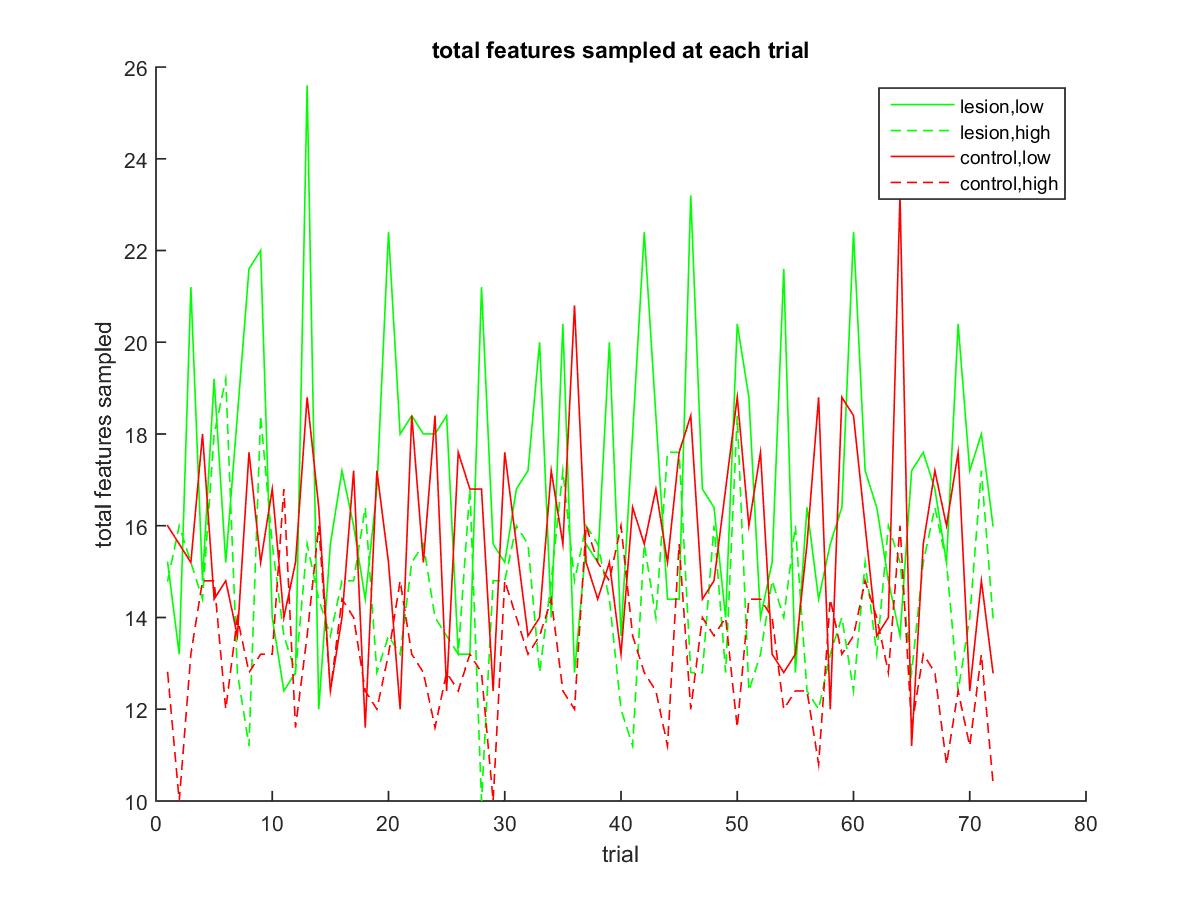 total features sampled at each trial
26
24
22
20
18
16
14
12
10
total features sampled
lesion,low
lesion,high
control,low
control,high
0 10 20 30 40 50 60 70 80
trial